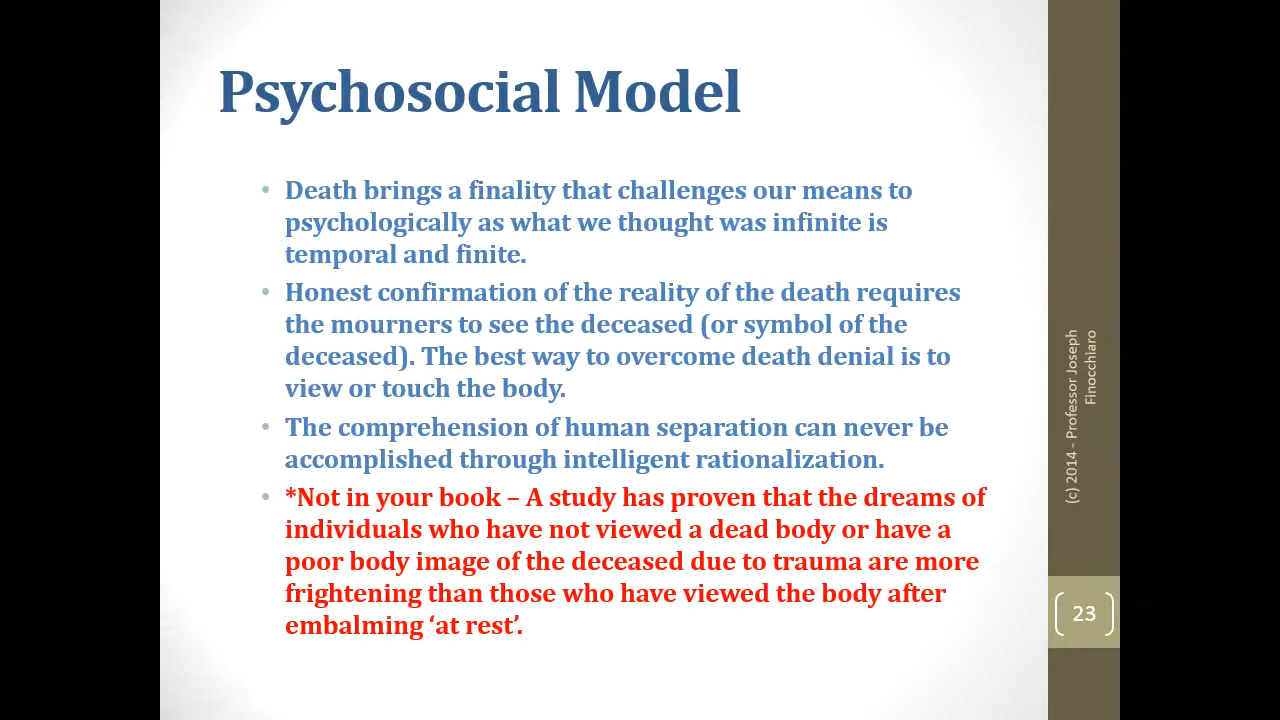 Psychosocial Model
• Death brings a finality that challenges our means to
psychologically as what we thought was infinite is
temporal and finite.
• Honest confirmation of the reality of the death requires
the mourners to see the deceased (or symbol of the
deceased). The best way to overcome death denial is to
view or touch the body.
• The comprehension of human separation can never be
accomplished through intelligent rationalization.
• *Not in your book – A study has proven that the dreams of
individuals who have not viewed a dead body or have a
poor body image of the deceased due to trauma are more
frightening than those who have viewed the body after
embalming ‘at rest’.
(c) 2014 - Professor Joseph
Finocchiaro
23